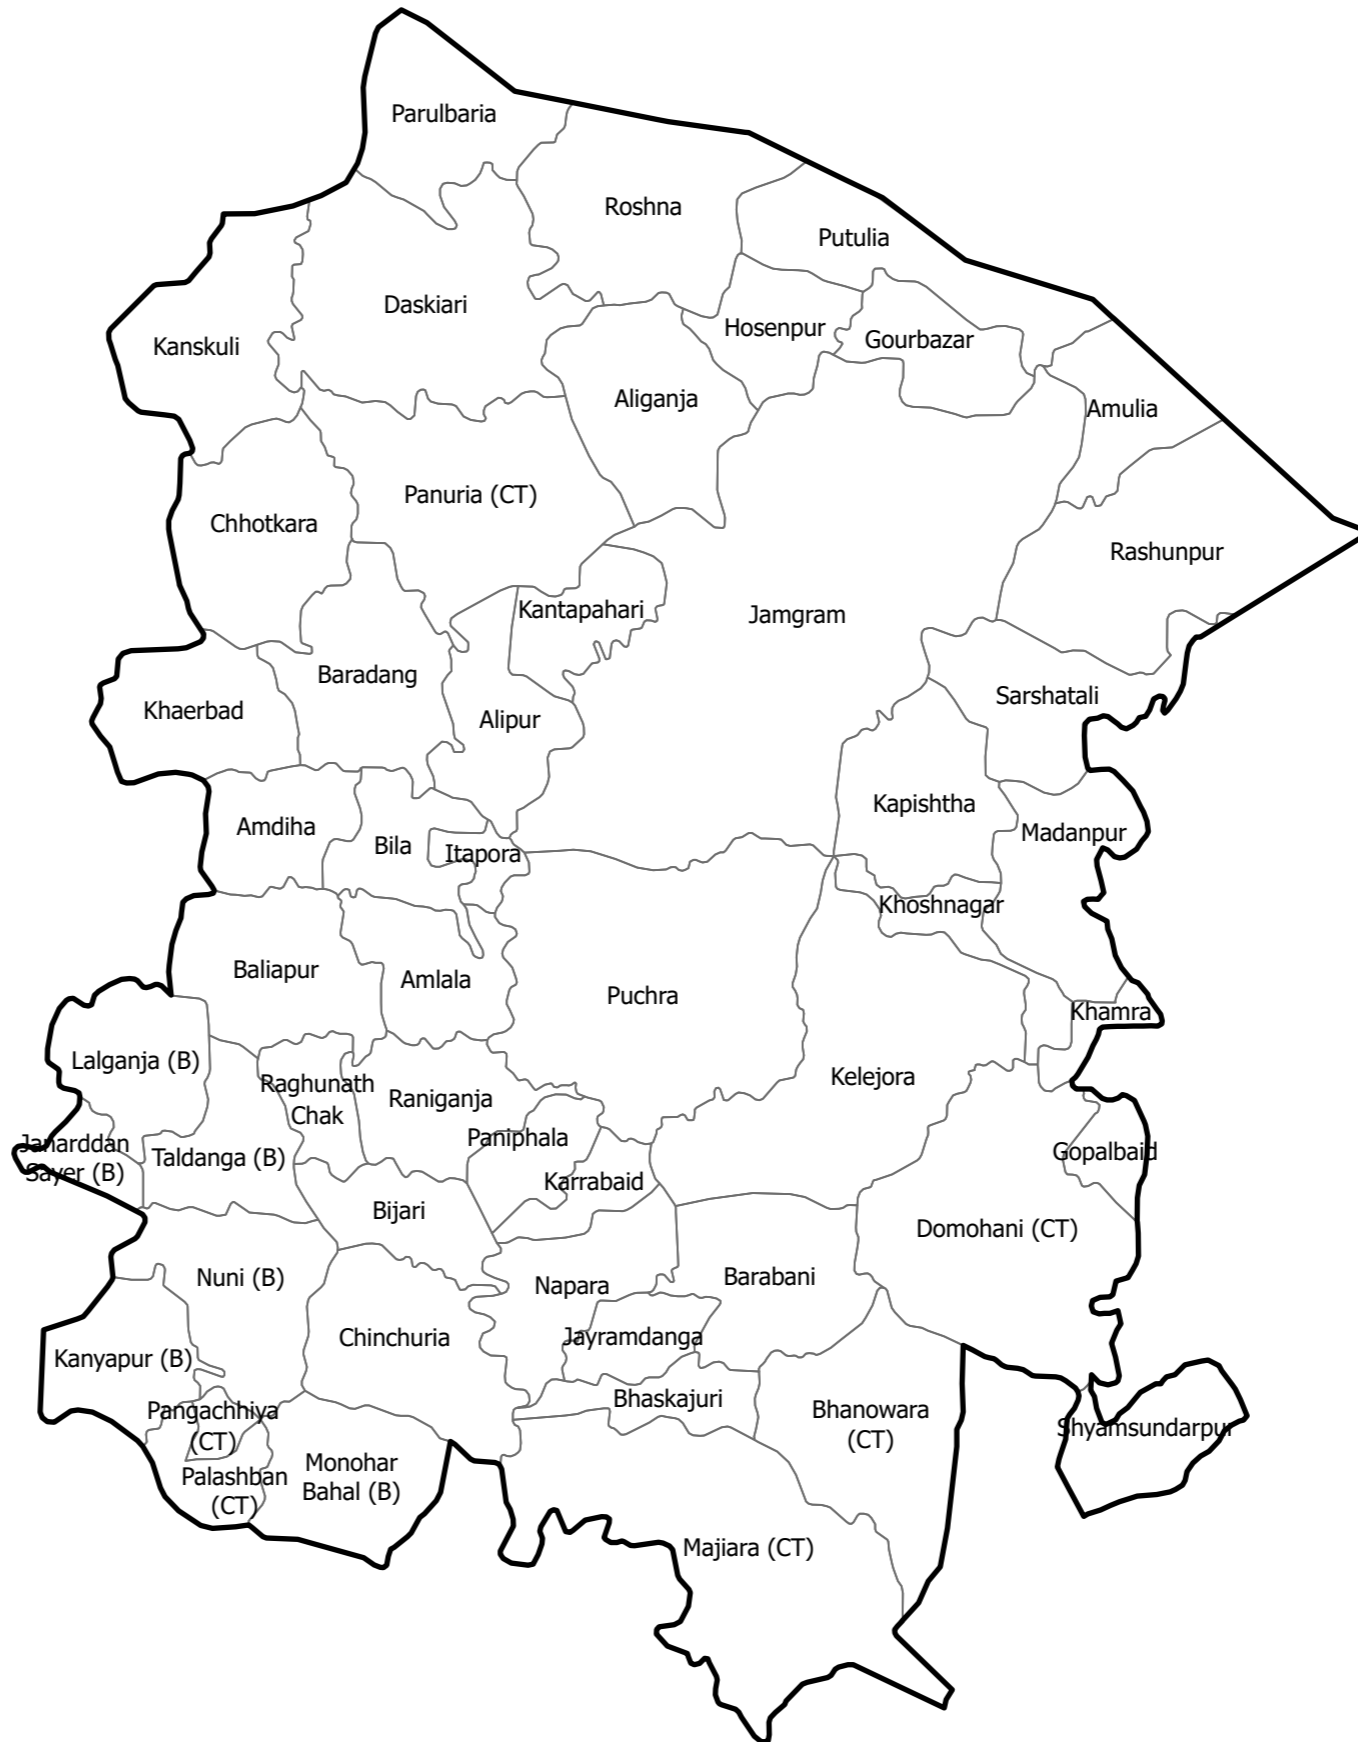 Parulbaria
Roshna
Putulia
Daskiari
Hosenpur
Gourbazar
Kanskuli
Aliganja
Amulia
Panuria (CT)
Chhotkara
Rashunpur
Kantapahari
Jamgram
Baradang
Sarshatali
Khaerbad
Alipur
Kapishtha
Amdiha
Madanpur
Bila
Itapora
Khoshnagar
Baliapur
Amlala
Puchra
Khamra
Lalganja (B)
Kelejora
Raghunath
Chak
Raniganja
Paniphala
Janarddan
Sayer (B)
Taldanga (B)
Gopalbaid
Karrabaid
Bijari
Domohani (CT)
Nuni (B)
Napara
Barabani
Chinchuria
Jayramdanga
Kanyapur (B)
Bhaskajuri
Pangachhiya
(CT)
Bhanowara
(CT)
Shyamsundarpur
Monohar
Bahal (B)
Palashban
(CT)
Majiara (CT)